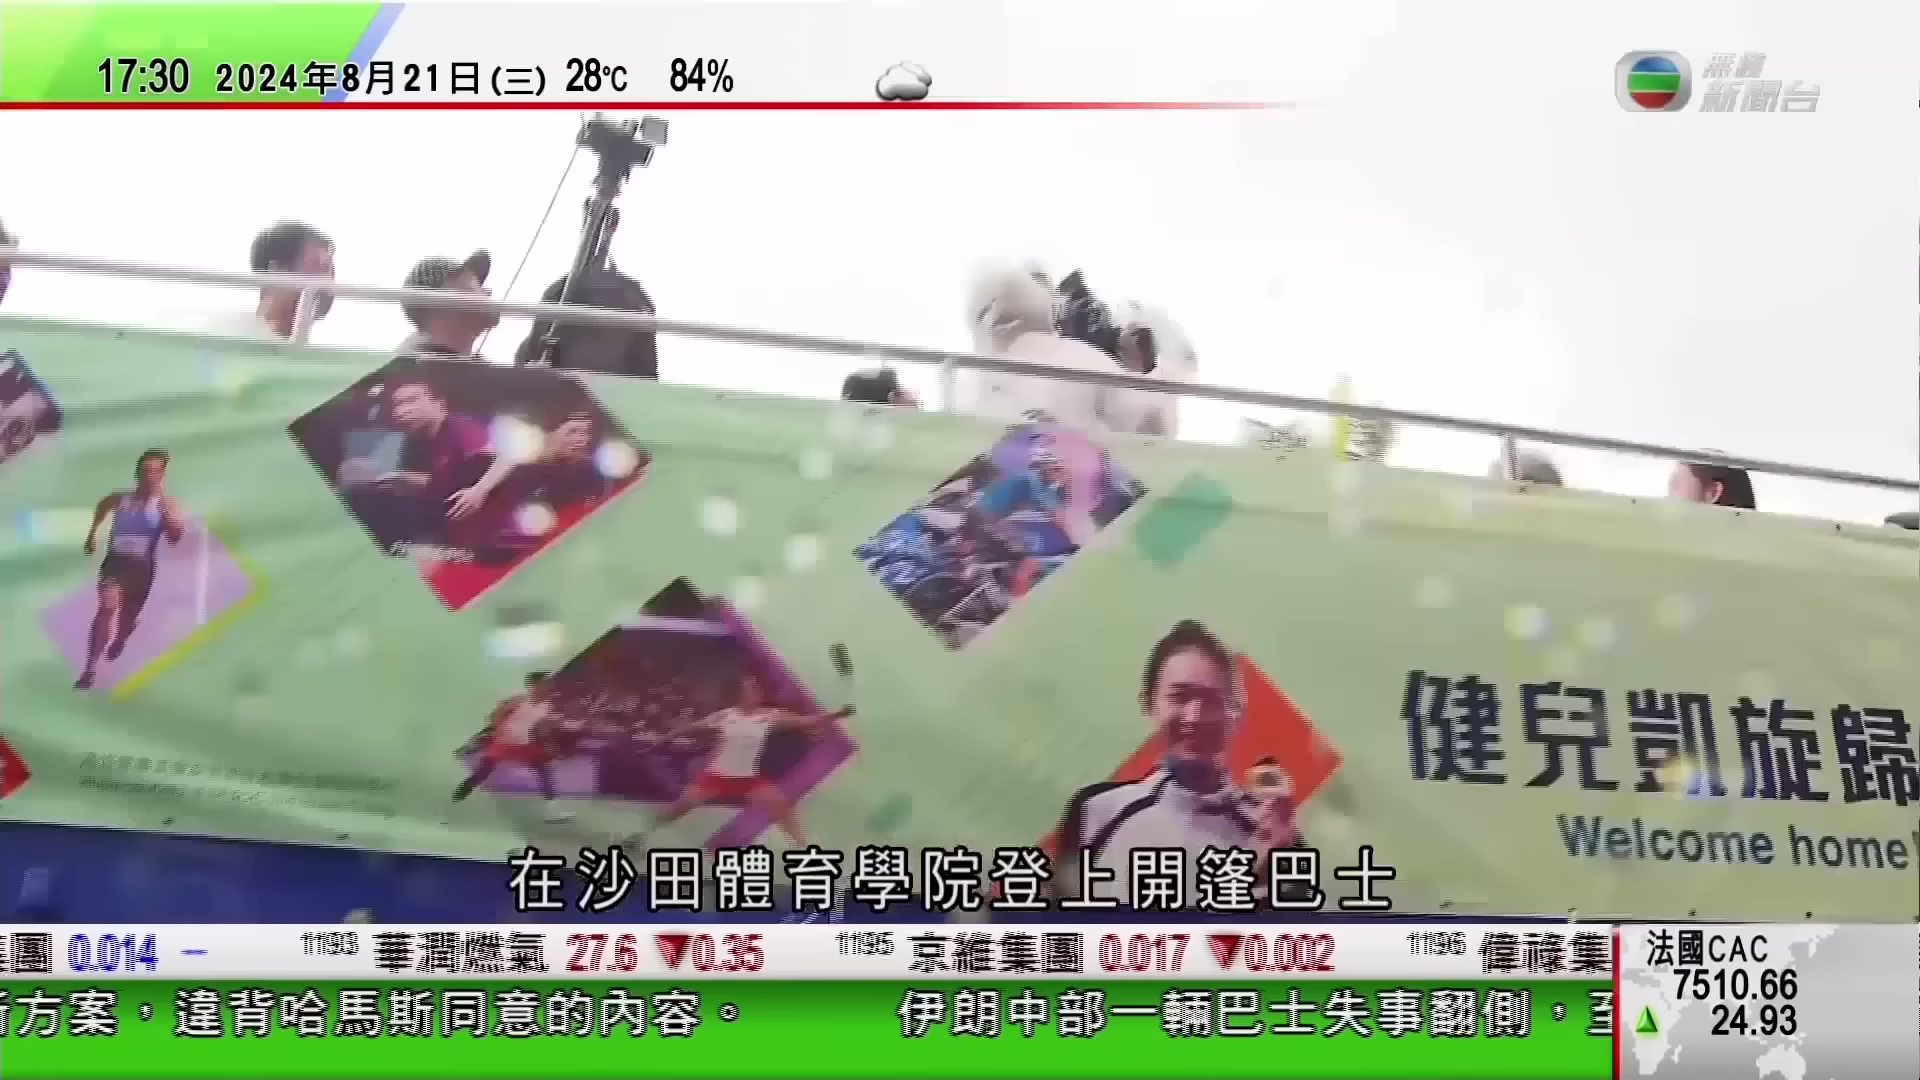 17:30 2024年8月21日(三) 28℃ 84%
無綫
新聞台
健兒凱旋歸
Welcome home!
在沙田體育學院登上開篷巴士
集團 0.014 – 1193 華潤燃氣 27.6 ▼0.35 1195 京維集團 0.017 ▼0.002 1196 偉祿集
方案，違背哈馬斯同意的內容。 伊朗中部一輛巴士失事翻側，至
法國CAC
7510.66
▲ 24.93